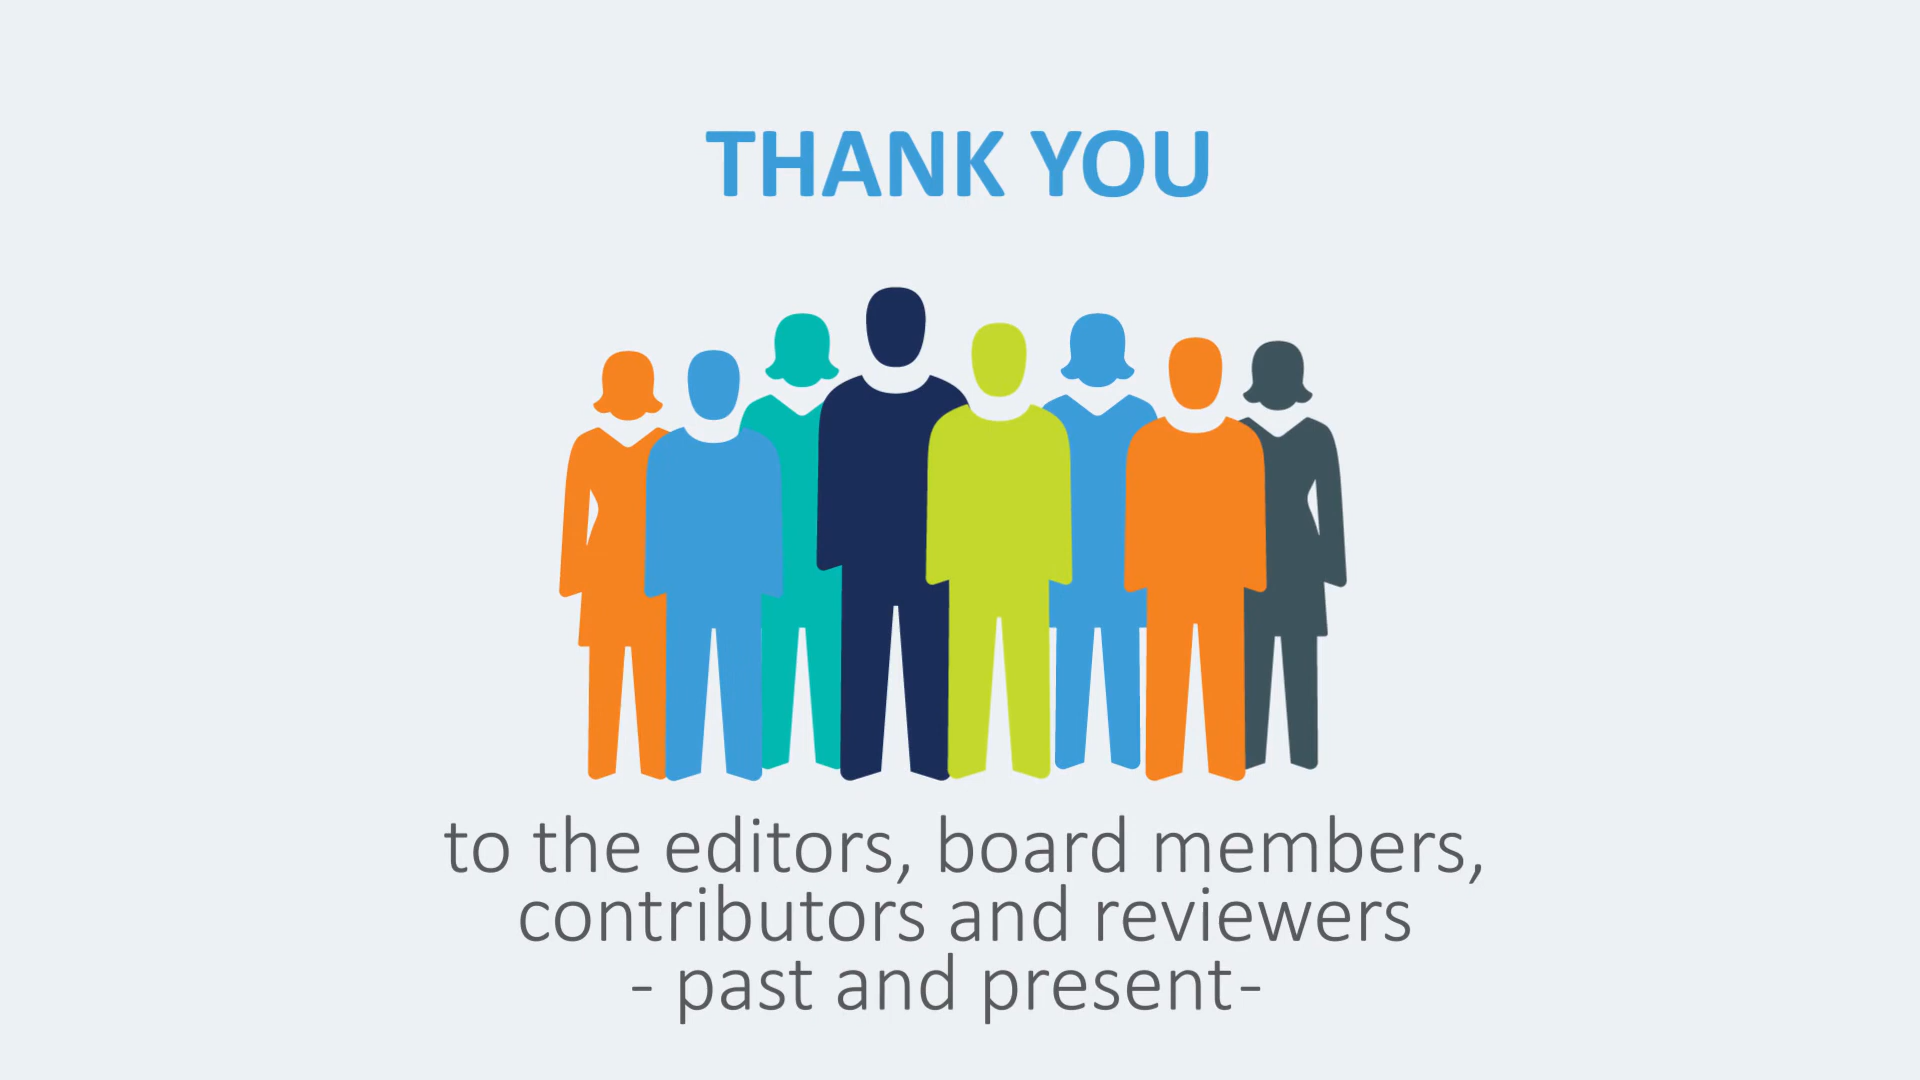 THANK YOU
to the editors, board members,
contributors and reviewers
- past and present-